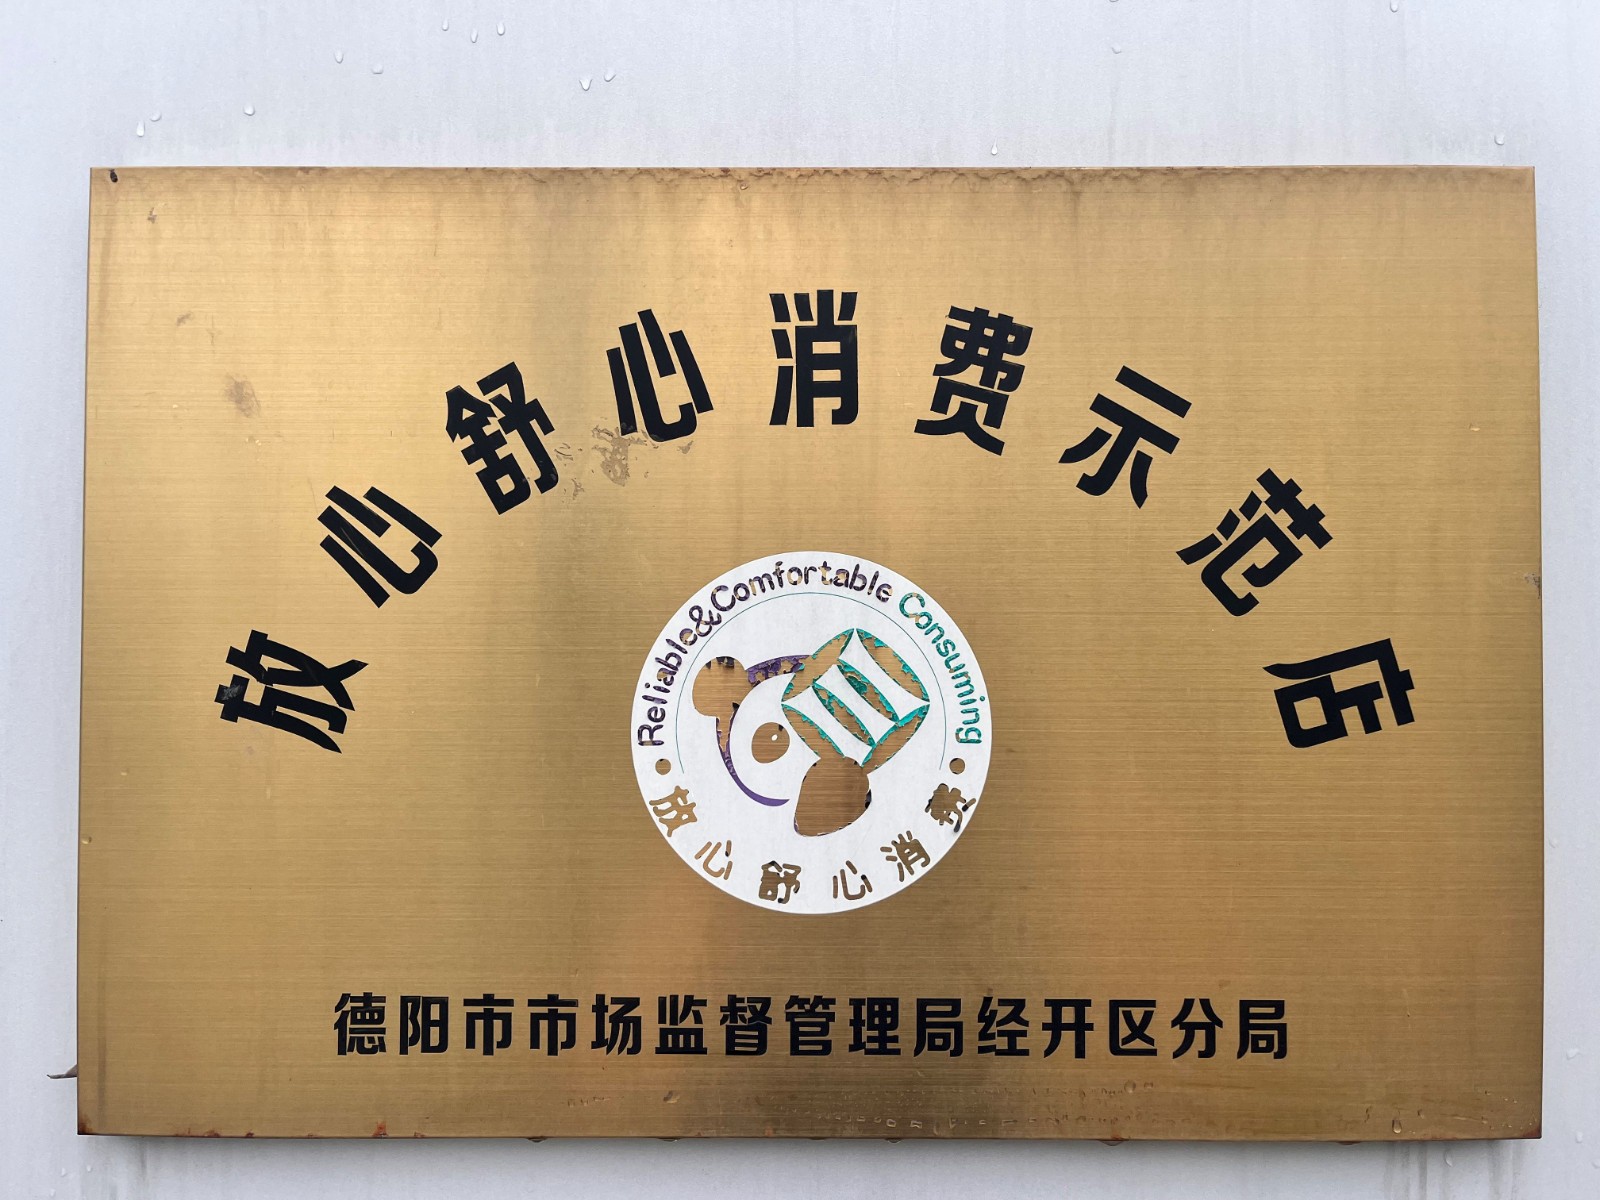 放心舒心消费示范店
Reliable&Comfortable Consuming
放心舒心消费
德阳市市场监督管理局经开区分局